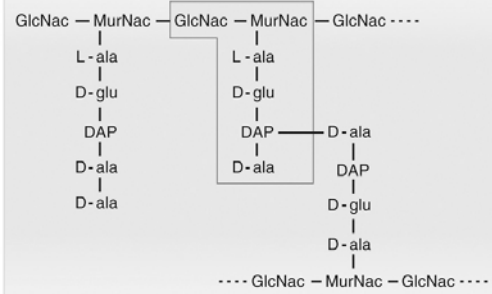 GlcNac – MurNac – GlcNac – MurNac – GlcNac ----
L-ala L-ala
D-glu D-glu
DAP DAP — D-ala
D-ala D-ala DAP
D-ala D-glu
D-ala
---- GlcNac – MurNac – GlcNac ----